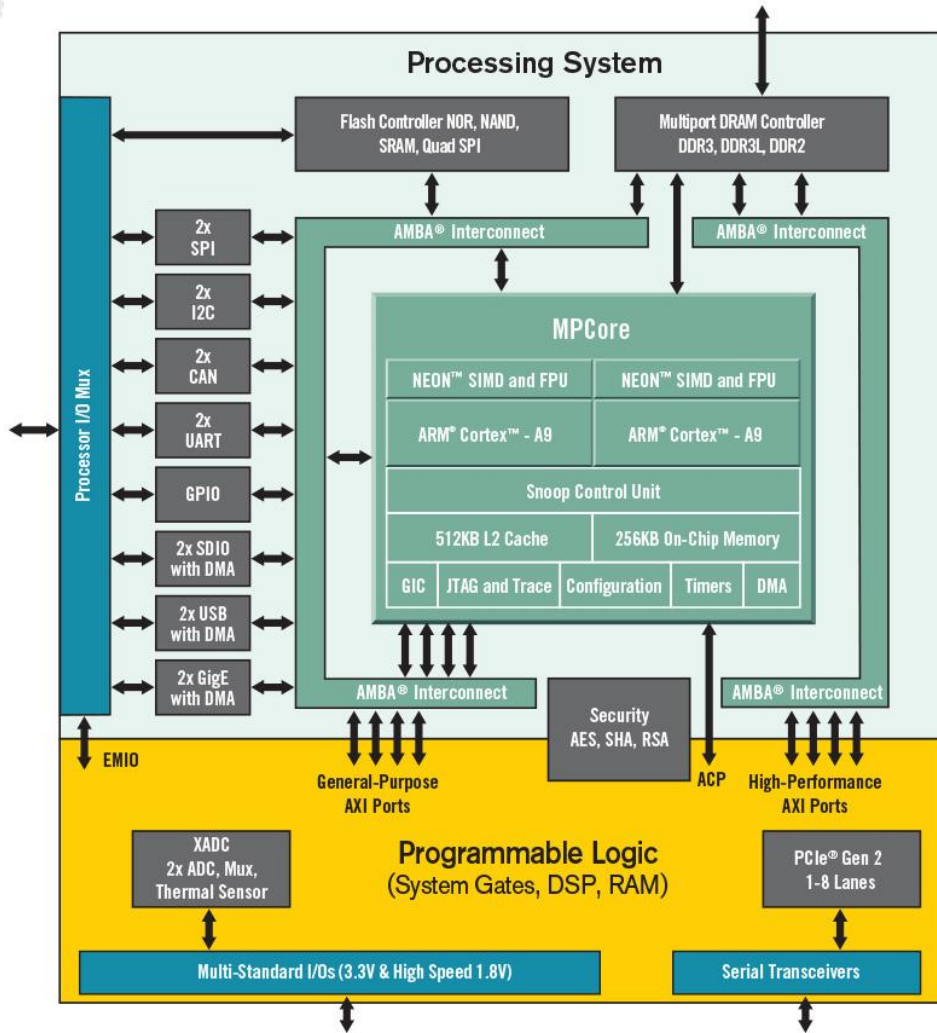 Processing System
Flash Controller NOR, NAND,
SRAM, Quad SPI
Multiport DRAM Controller
DDR3, DDR3L, DDR2
AMBA® Interconnect
AMBA® Interconnect
Processor I/O Mux
2x
SPI
2x
I2C
2x
CAN
2x
UART
GPIO
2x SDIO
with DMA
2x USB
with DMA
2x GigE
with DMA
MPCore
NEON™ SIMD and FPU
NEON™ SIMD and FPU
ARM® Cortex™ - A9
ARM® Cortex™ - A9
Snoop Control Unit
512KB L2 Cache
256KB On-Chip Memory
GIC
JTAG and Trace
Configuration
Timers
DMA
AMBA® Interconnect
AMBA® Interconnect
Security
AES, SHA, RSA
EMIO
General-Purpose
AXI Ports
ACP
High-Performance
AXI Ports
XADC
2x ADC, Mux,
Thermal Sensor
Programmable Logic
(System Gates, DSP, RAM)
PCIe® Gen 2
1-8 Lanes
Multi-Standard I/Os (3.3V & High Speed 1.8V)
Serial Transceivers